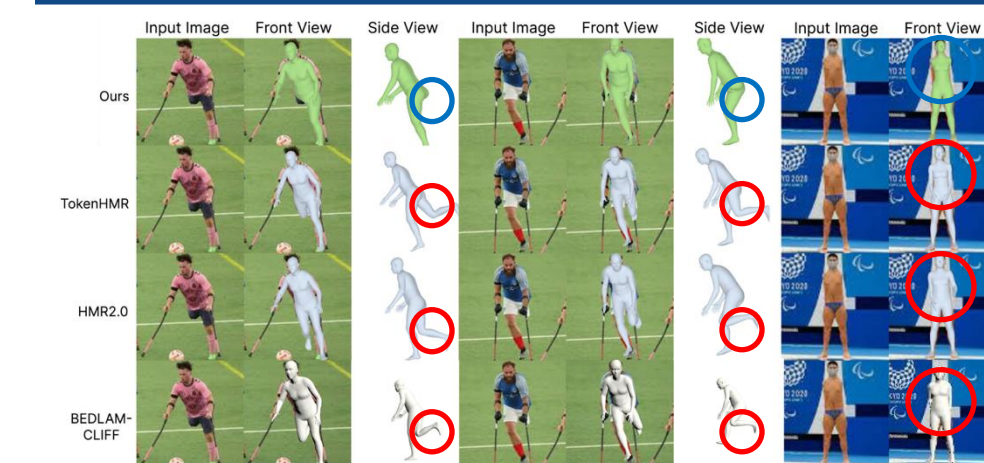 Input Image Front View Side View Input Image Front View Side View Input Image Front View
Ours
TokenHMR
HMR2.0
BEDLAM-
CLIFF